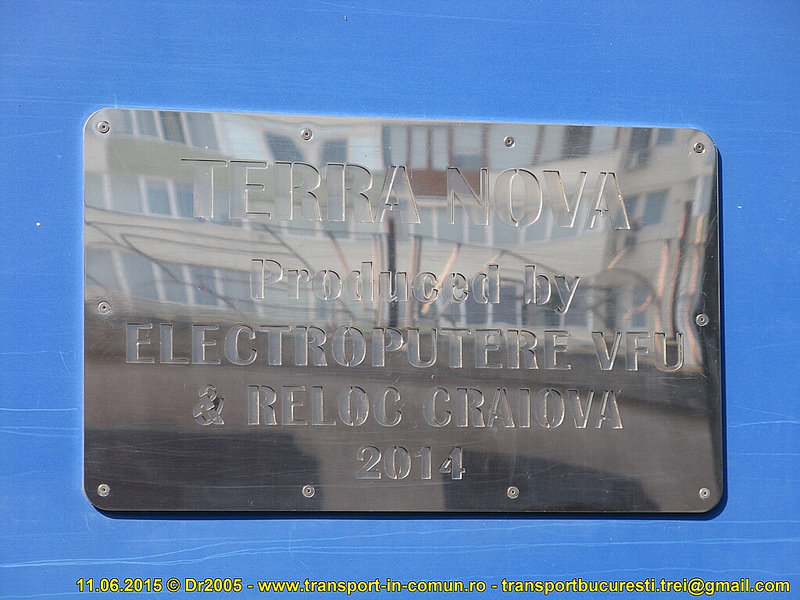 TERRA NOVA
Produced by
ELECTROPUTERE VFU
& RELOC CRAIOVA
2014
11.06.2015 © Dr2005 - www.transport-in-comun.ro - transportbucuresti.trei@gmail.com